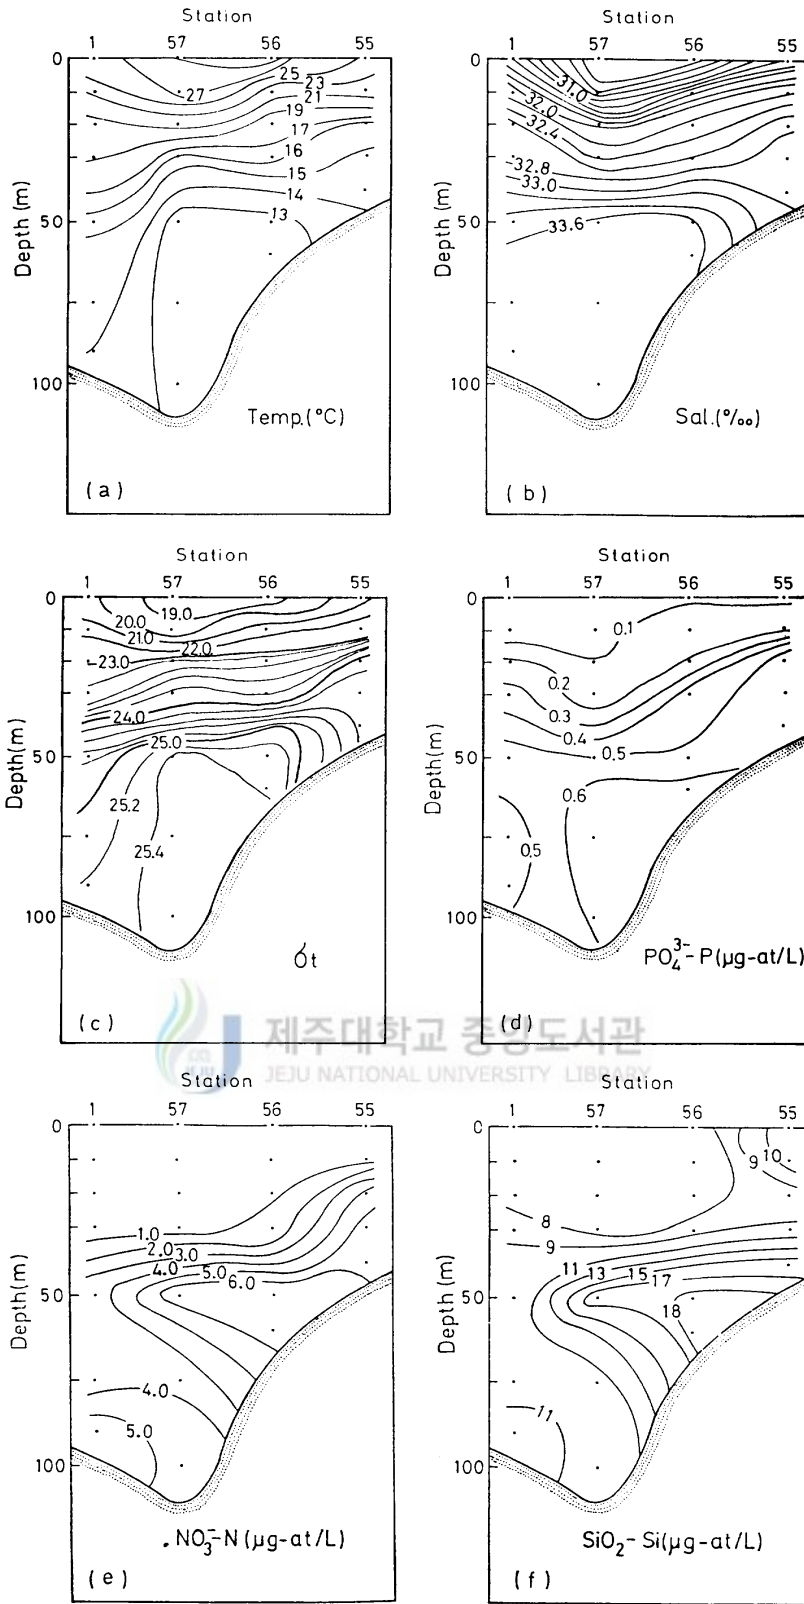 Station
1 57 56 55
0
50
100
Depth (m)
25
27
23
21
19
17
16
15
14
13
Temp.(°C)
(a)
Station
1 57 56 55
0
50
100
Depth (m)
31.0
32.0
32.4
32.8
33.0
33.6
Sal.(‰)
(b)
Station
1 57 56 55
0
50
100
Depth(m)
19.0
20.0
21.0
22.0
23.0
24.0
25.0
25.2
25.4
σt
(c)
Station
1 57 56 55
0
50
100
Depth(m)
0.1
0.2
0.3
0.4
0.5
0.6
0.5
PO₄³⁻-P(μg-at/L)
(d)
제주대학교 중앙도서관
JEJU NATIONAL UNIVERSITY LIBRARY
JEJU
Station
1 57 56 55
0
50
100
Depth(m)
1.0
2.0
3.0
4.0
5.0
6.0
4.0
5.0
NO₃⁻-N (μg-at/L)
(e)
Station
1 57 56 55
0
50
100
Depth(m)
9
10
8
9
11
13
15
17
18
11
SiO₂-Si(μg-at/L)
(f)